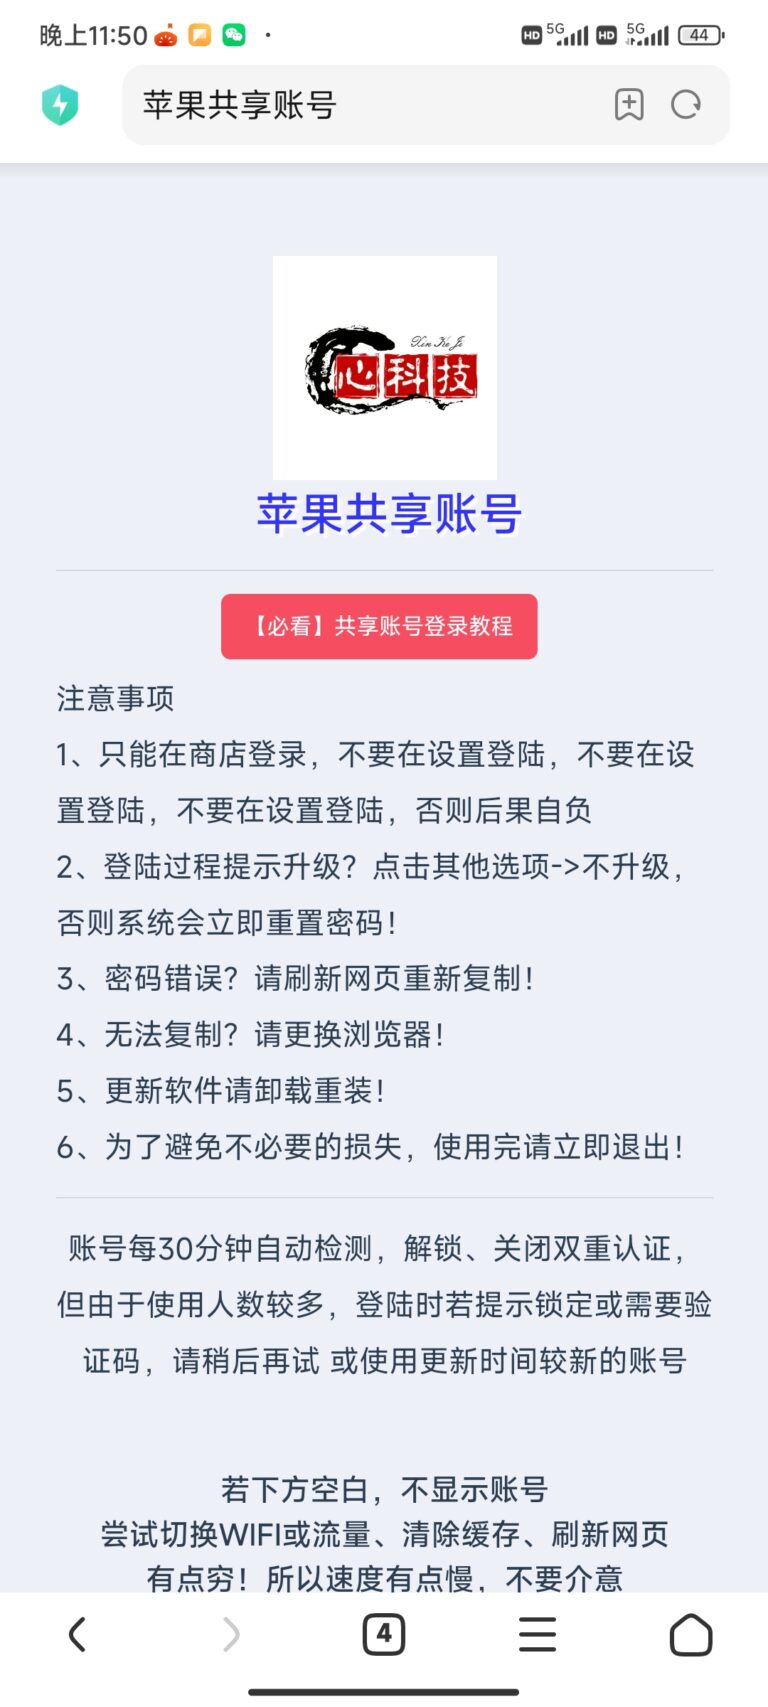 晚上11:50
HD 5G HD 5G 44
苹果共享账号
Xin Ke Ji
心科技
苹果共享账号
【必看】共享账号登录教程
注意事项
1、只能在商店登录，不要在设置登陆，不要在设
置登陆，不要在设置登陆，否则后果自负
2、登陆过程提示升级？点击其他选项->不升级，
否则系统会立即重置密码！
3、密码错误？请刷新网页重新复制！
4、无法复制？请更换浏览器！
5、更新软件请卸载重装！
6、为了避免不必要的损失，使用完请立即退出！
账号每30分钟自动检测，解锁、关闭双重认证，
但由于使用人数较多，登陆时若提示锁定或需要验
证码，请稍后再试 或使用更新时间较新的账号
若下方空白，不显示账号
尝试切换WIFI或流量、清除缓存、刷新网页
有点穷！所以速度有点慢，不要介意
4